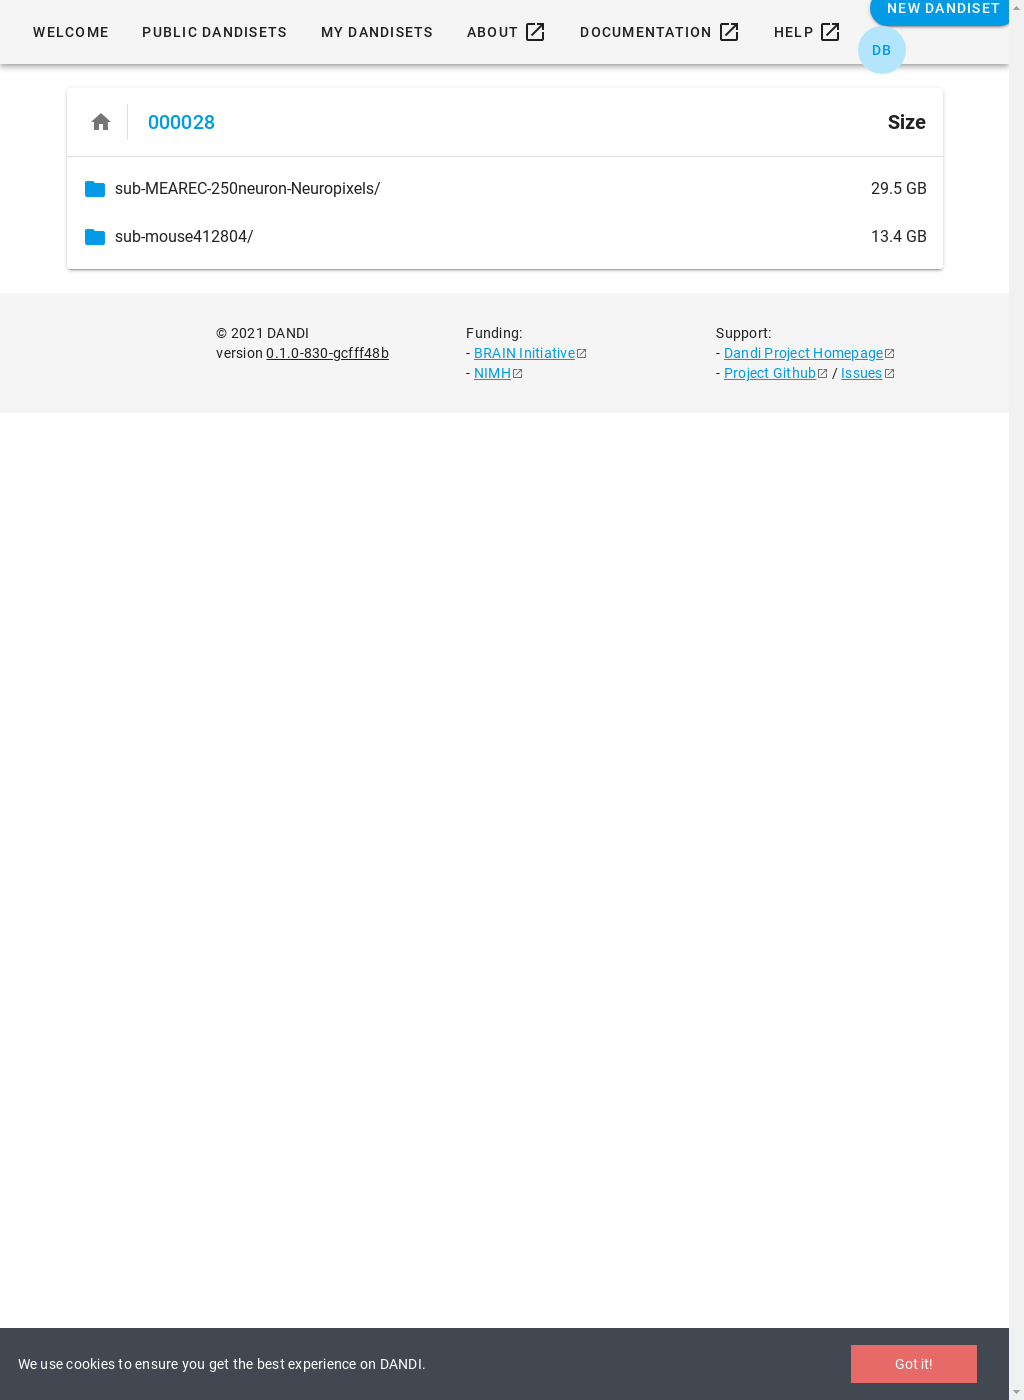 WELCOME
PUBLIC DANDISETS
MY DANDISETS
ABOUT
DOCUMENTATION
HELP
NEW DANDISET
DB
000028
Size
sub-MEAREC-250neuron-Neuropixels/
29.5 GB
sub-mouse412804/
13.4 GB
© 2021 DANDI
version 0.1.0-830-gcfff48b
Funding:
- BRAIN Initiative
- NIMH
Support:
- Dandi Project Homepage
- Project Github / Issues
We use cookies to ensure you get the best experience on DANDI.
Got it!